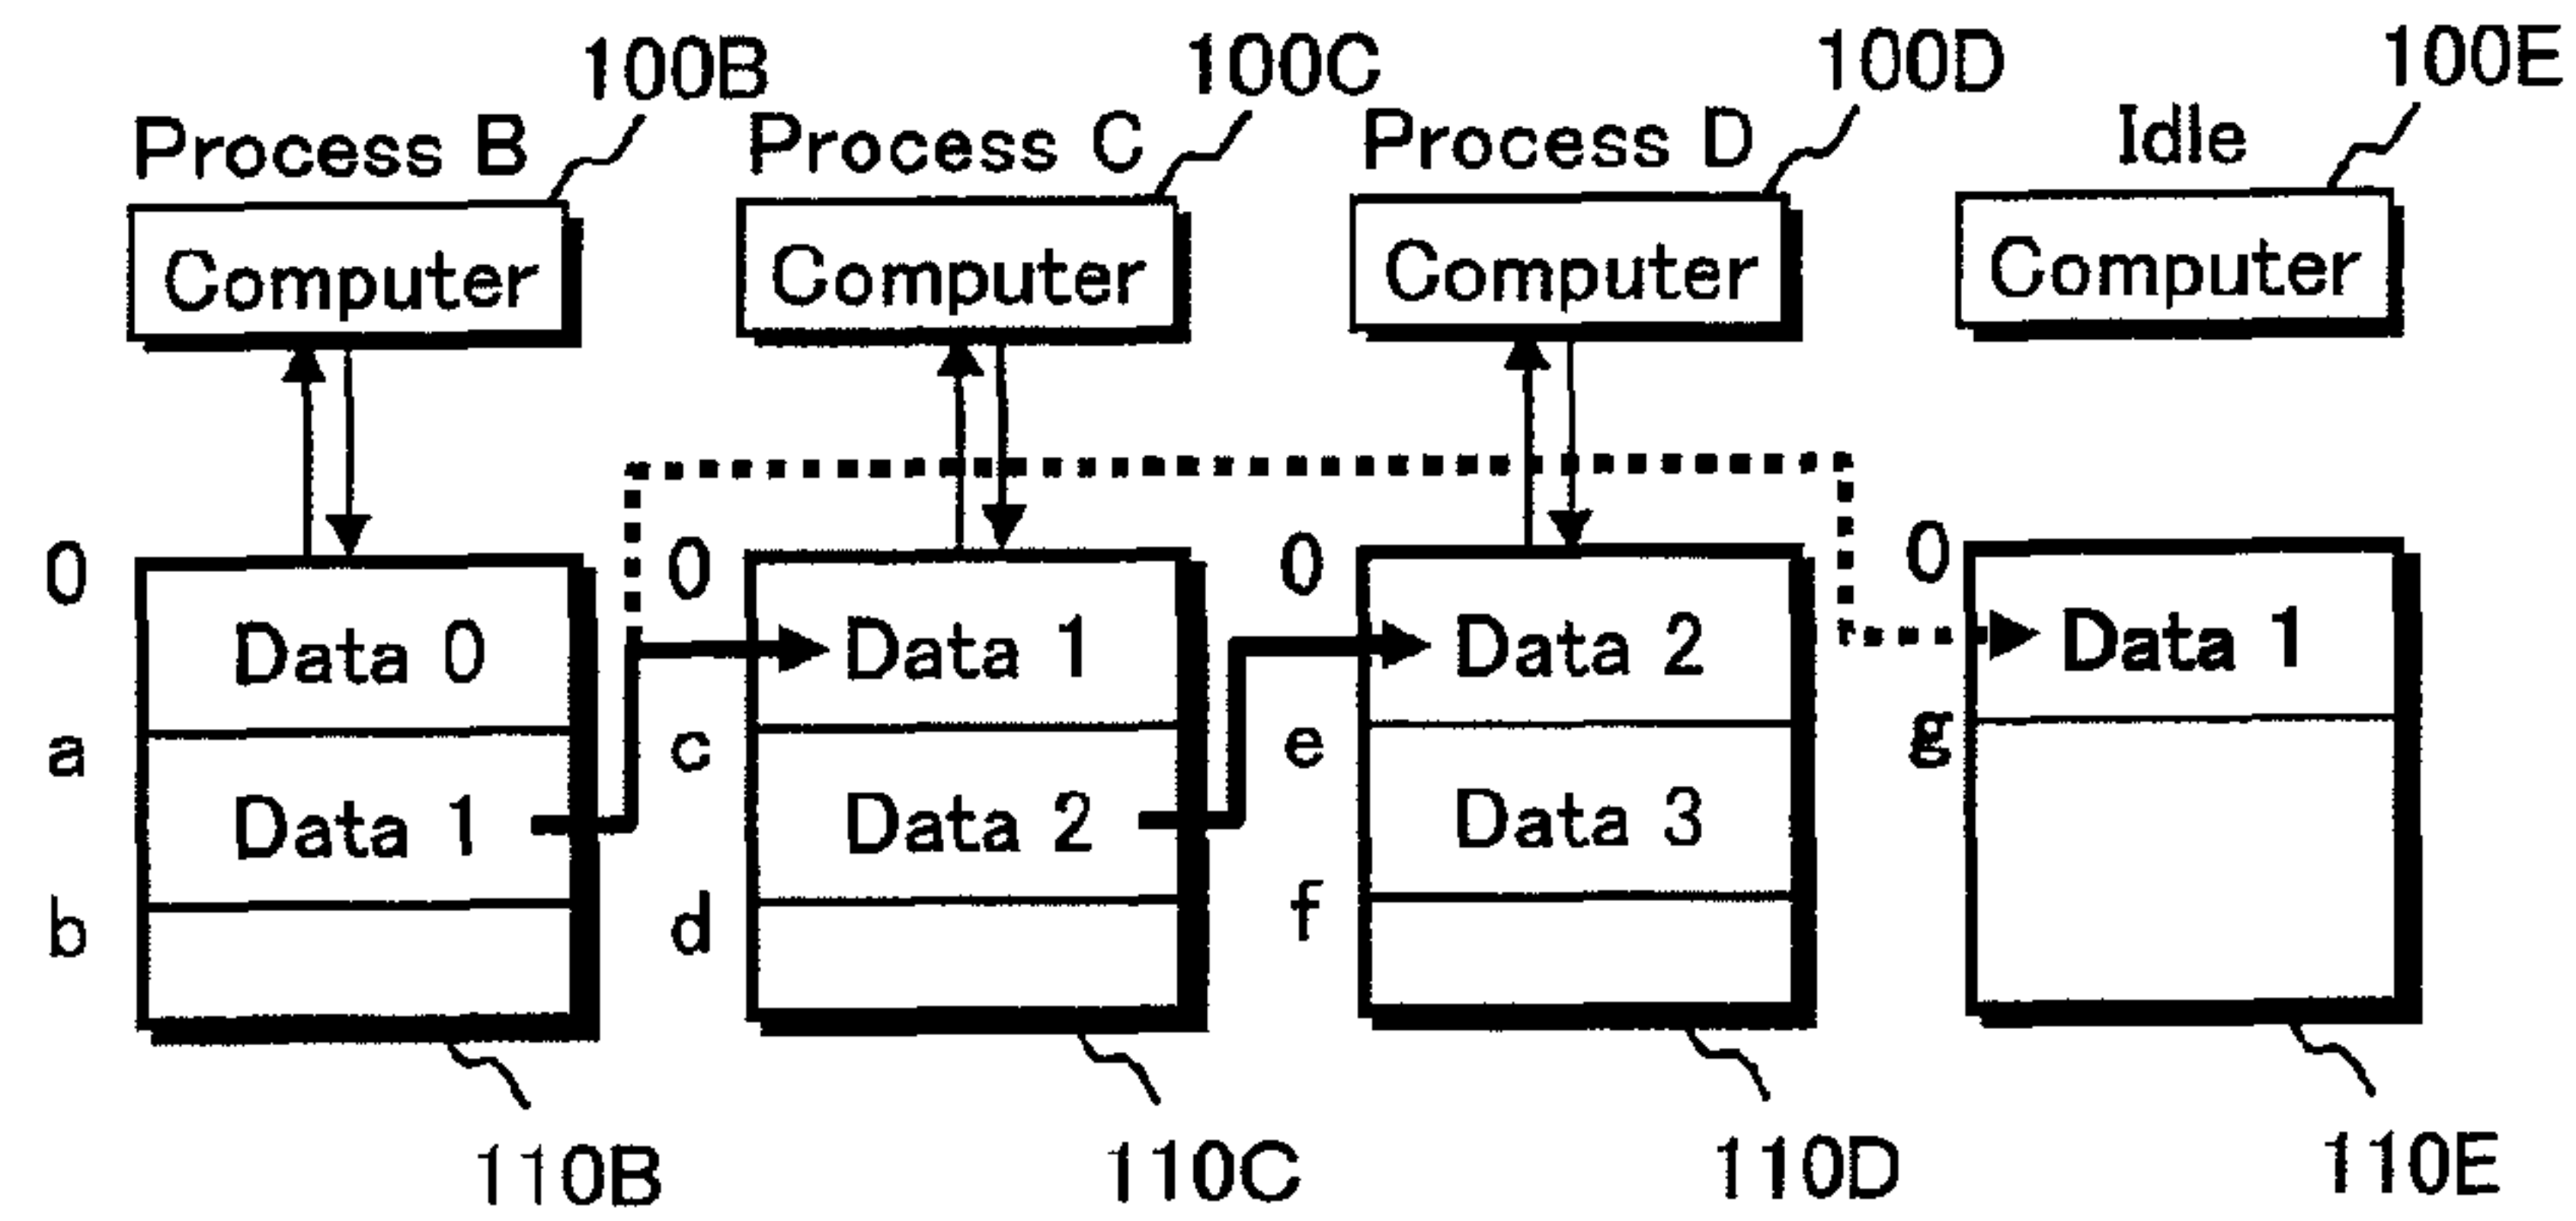 100B 100C 100D 100E
Process B Process C Process D Idle
Computer Computer Computer Computer
0 0 0 0
Data 0 Data 1 Data 2 Data 1
a c e g
Data 1 Data 2 Data 3
b d f
110B 110C 110D 110E